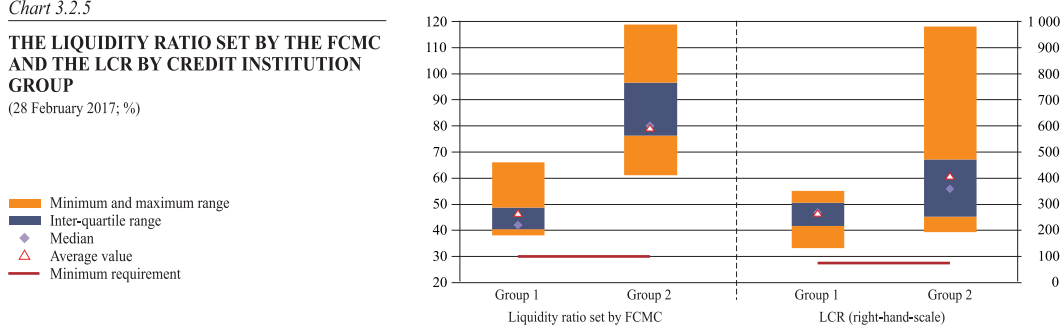 Chart 3.2.5
THE LIQUIDITY RATIO SET BY THE FCMC
AND THE LCR BY CREDIT INSTITUTION
GROUP
(28 February 2017; %)
Minimum and maximum range
Inter-quartile range
Median
Average value
Minimum requirement
120
110
100
90
80
70
60
50
40
30
20
1 000
900
800
700
600
500
400
300
200
100
0
Group 1
Group 2
Group 1
Group 2
Liquidity ratio set by FCMC
LCR (right-hand-scale)